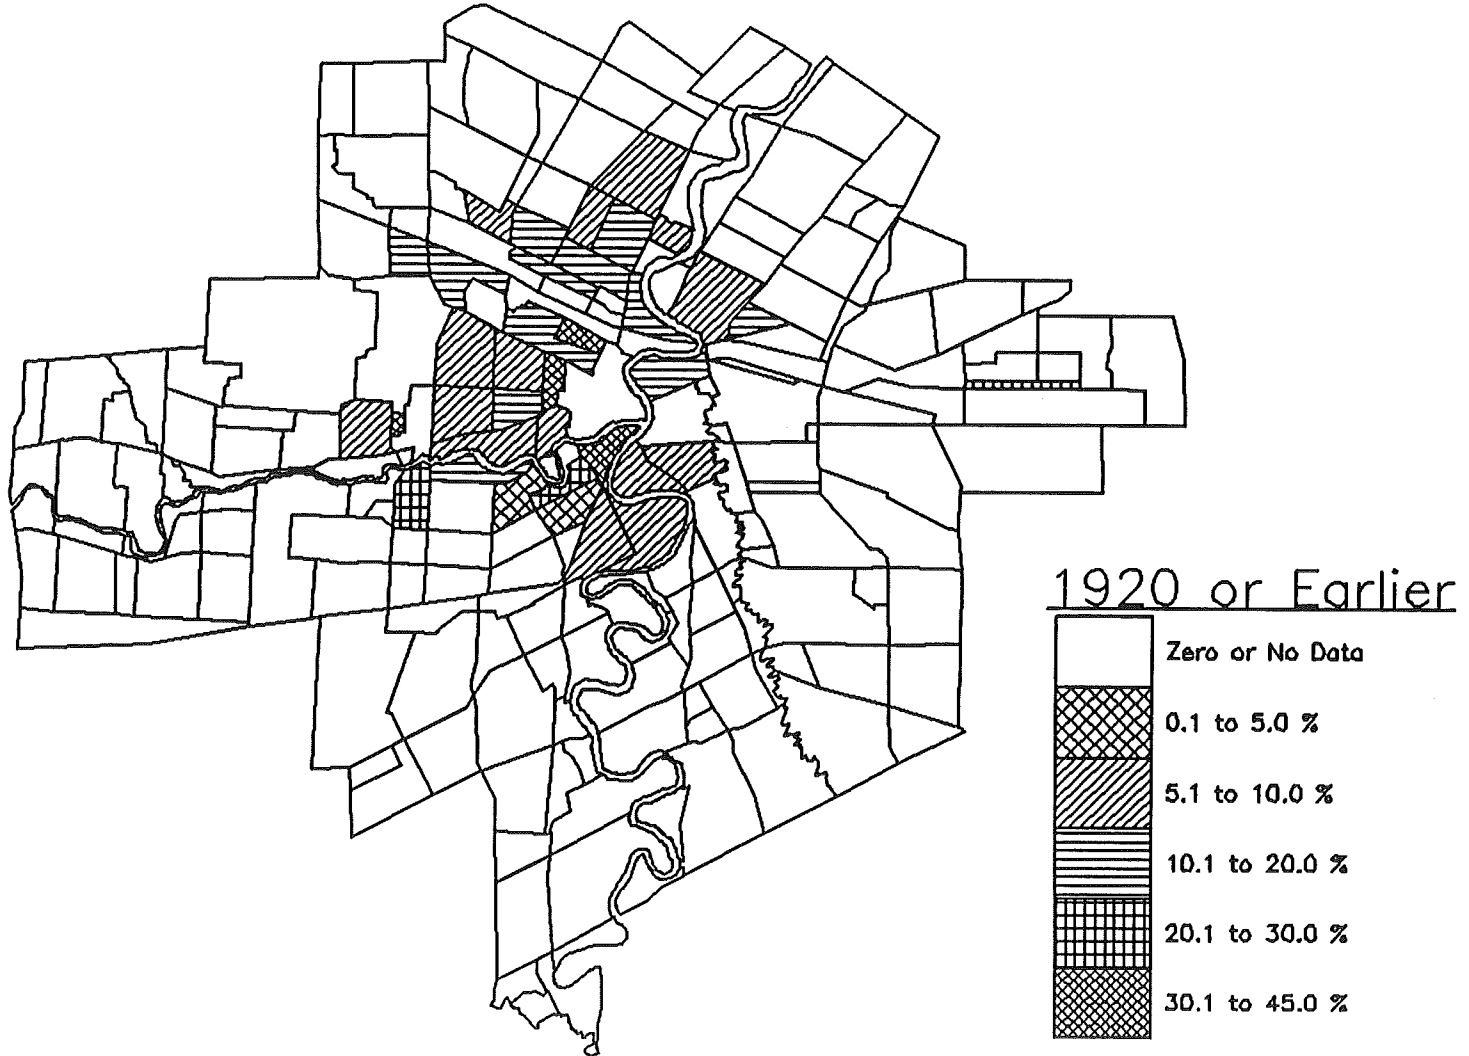 1920 or Earlier
Zero or No Data
0.1 to 5.0 %
5.1 to 10.0 %
10.1 to 20.0 %
20.1 to 30.0 %
30.1 to 45.0 %